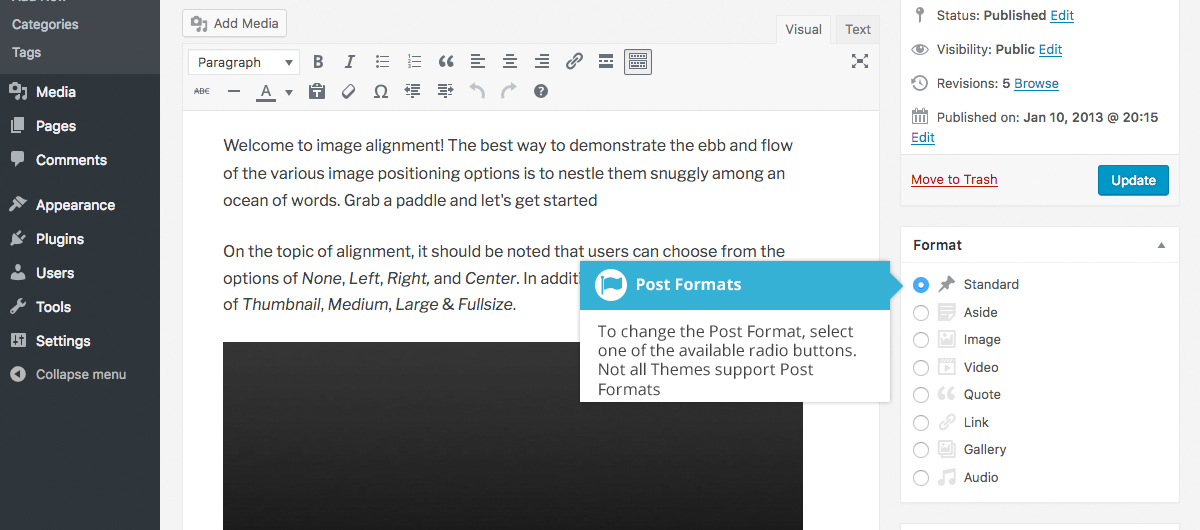 Categories
Tags
Media
Pages
Comments
Appearance
Plugins
Users
Tools
Settings
Collapse menu
Add Media
Visual
Text
Paragraph
B I
ABC A
Welcome to image alignment! The best way to demonstrate the ebb and flow
of the various image positioning options is to nestle them snuggly among an
ocean of words. Grab a paddle and let's get started
On the topic of alignment, it should be noted that users can choose from the
options of None, Left, Right, and Center. In additi
of Thumbnail, Medium, Large & Fullsize.
Post Formats
To change the Post Format, select
one of the available radio buttons.
Not all Themes support Post
Formats
Status: Published Edit
Visibility: Public Edit
Revisions: 5 Browse
Published on: Jan 10, 2013 @ 20:15
Edit
Move to Trash
Update
Format
Standard
Aside
Image
Video
Quote
Link
Gallery
Audio